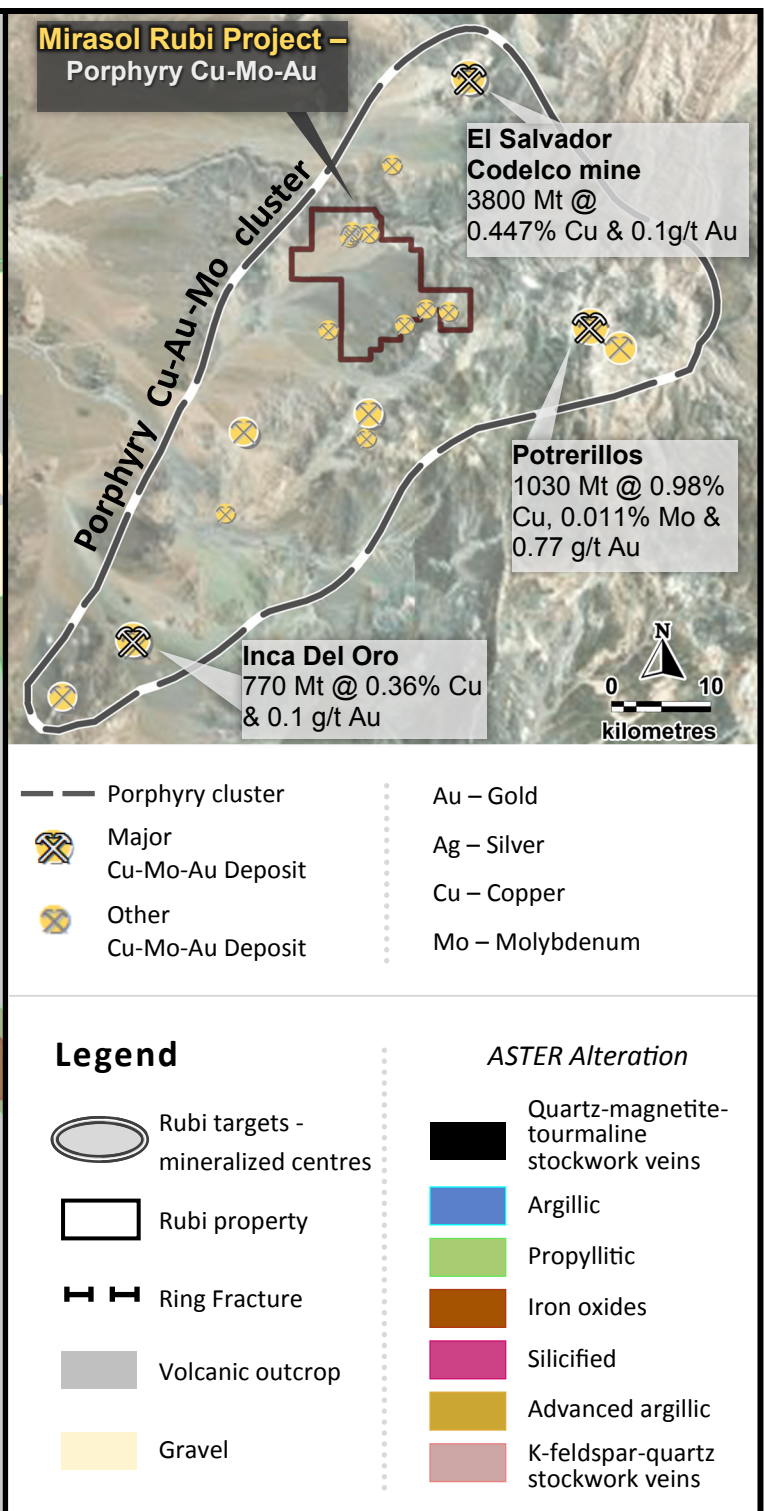 Mirasol Rubi Project –
Porphyry Cu-Mo-Au
Porphyry Cu-Au-Mo cluster
El Salvador
Codelco mine
3800 Mt @
0.447% Cu & 0.1g/t Au
Potrerillos
1030 Mt @ 0.98%
Cu, 0.011% Mo &
0.77 g/t Au
Inca Del Oro
770 Mt @ 0.36% Cu
& 0.1 g/t Au
N
0 10
kilometres
Porphyry cluster
Major
Cu-Mo-Au Deposit
Other
Cu-Mo-Au Deposit
Au – Gold
Ag – Silver
Cu – Copper
Mo – Molybdenum
Legend
Rubi targets -
mineralized centres
Rubi property
Ring Fracture
Volcanic outcrop
Gravel
ASTER Alteration
Quartz-magnetite-
tourmaline
stockwork veins
Argillic
Propyllitic
Iron oxides
Silicified
Advanced argillic
K-feldspar-quartz
stockwork veins